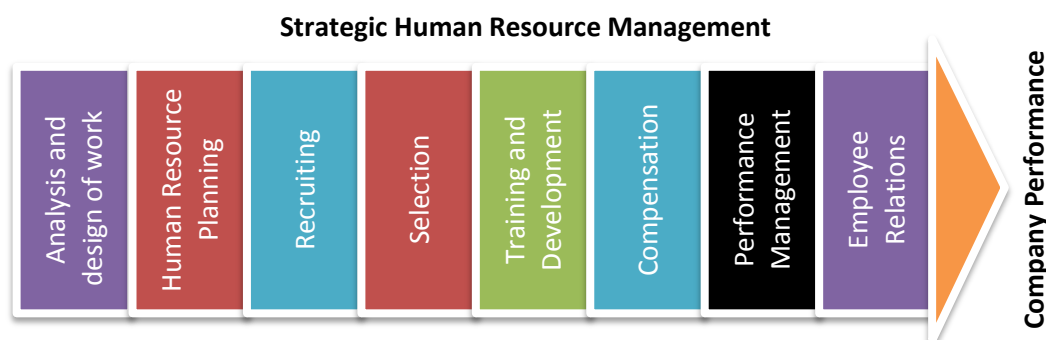 Strategic Human Resource Management
Analysis and
design of work
Human Resource
Planning
Recruiting
Selection
Training and
Development
Compensation
Performance
Management
Employee
Relations
Company Performance